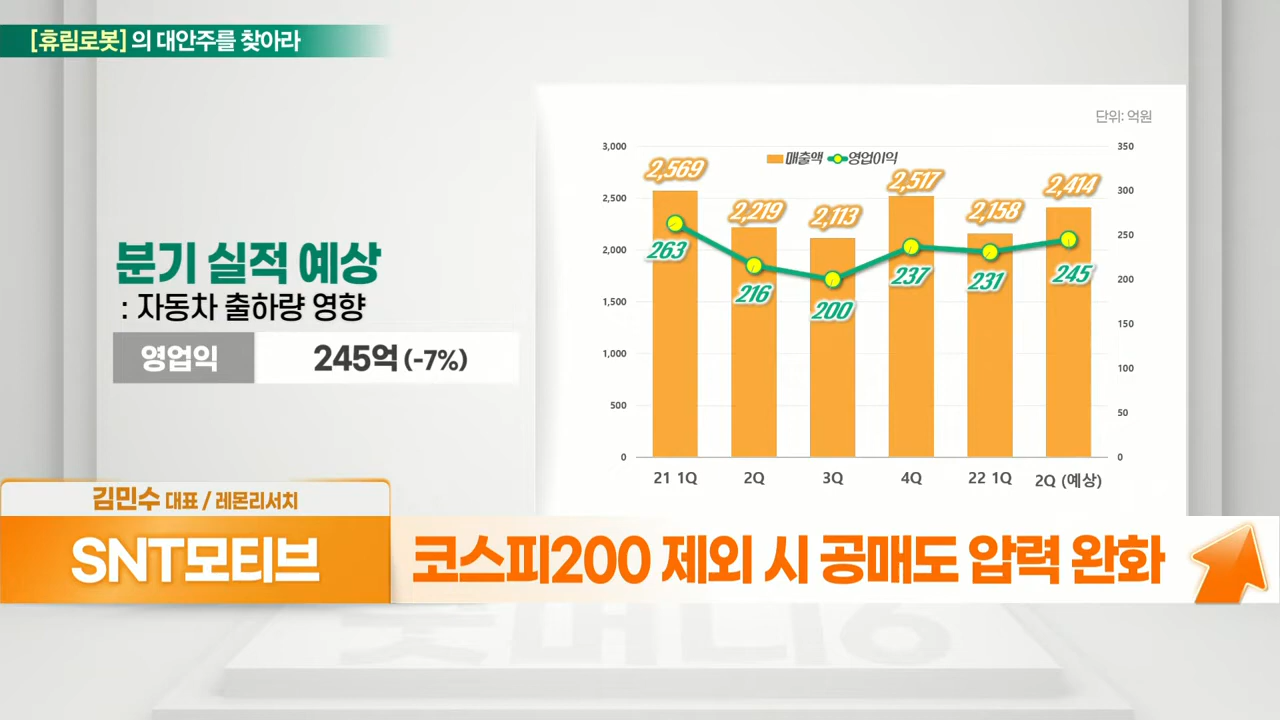 [휴림로봇]의 대안주를 찾아라
단위: 억원
매출액 영업이익
3,000
2,500
2,000
1,500
1,000
500
0
350
300
250
200
150
100
50
0
2,569
2,219
2,113
2,517
2,158
2,414
263
216
200
237
231
245
21 1Q
2Q
3Q
4Q
22 1Q
2Q (예상)
분기 실적 예상
: 자동차 출하량 영향
영업익 245억 (-7%)
김민수 대표 / 레몬리서치
SNT모티브
코스피200 제외 시 공매도 압력 완화